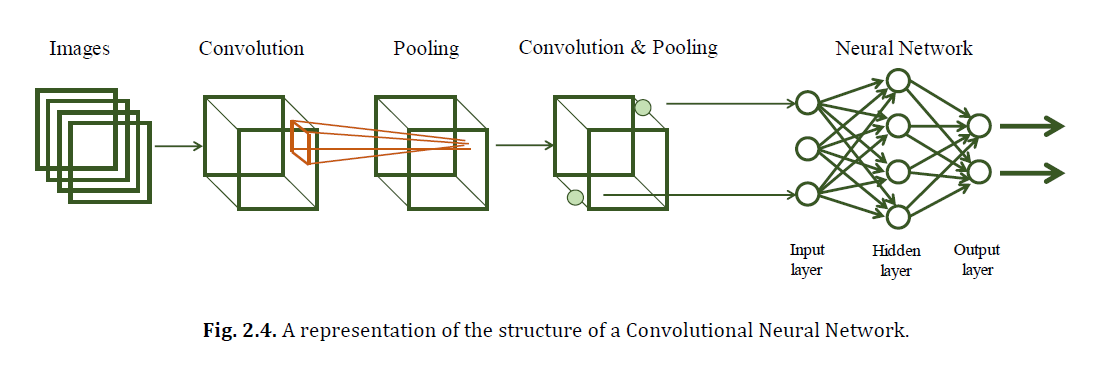 Images
Convolution
Pooling
Convolution & Pooling
Neural Network
Input
layer
Hidden
layer
Output
layer
Fig. 2.4. A representation of the structure of a Convolutional Neural Network.